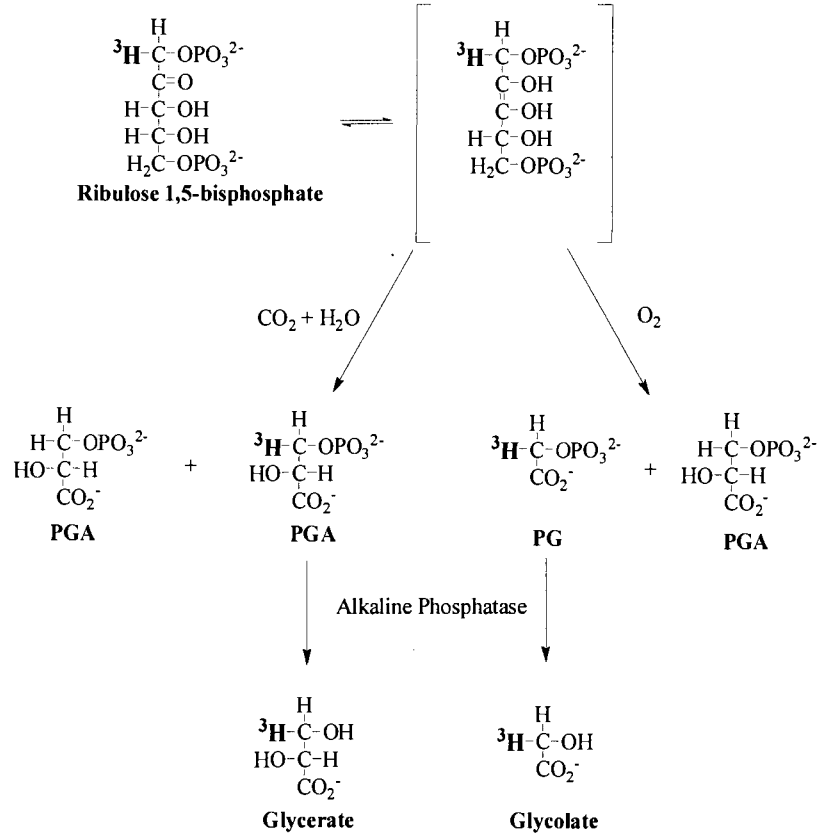 H
³H-C-OPO₃²⁻
C=O
H-C-OH
H-C-OH
H₂C-OPO₃²⁻
Ribulose 1,5-bisphosphate
H
³H-C-OPO₃²⁻
C-OH
C-OH
H-C-OH
H₂C-OPO₃²⁻
CO₂ + H₂O
O₂
H
H-C-OPO₃²⁻
HO-C-H
CO₂⁻
PGA
+
H
³H-C-OPO₃²⁻
HO-C-H
CO₂⁻
PGA
H
³H-C-OPO₃²⁻
CO₂⁻
PG
+
H
H-C-OPO₃²⁻
HO-C-H
CO₂⁻
PGA
Alkaline Phosphatase
H
³H-C-OH
HO-C-H
CO₂⁻
Glycerate
H
³H-C-OH
CO₂⁻
Glycolate